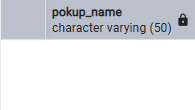 pokup_name
character varying (50)